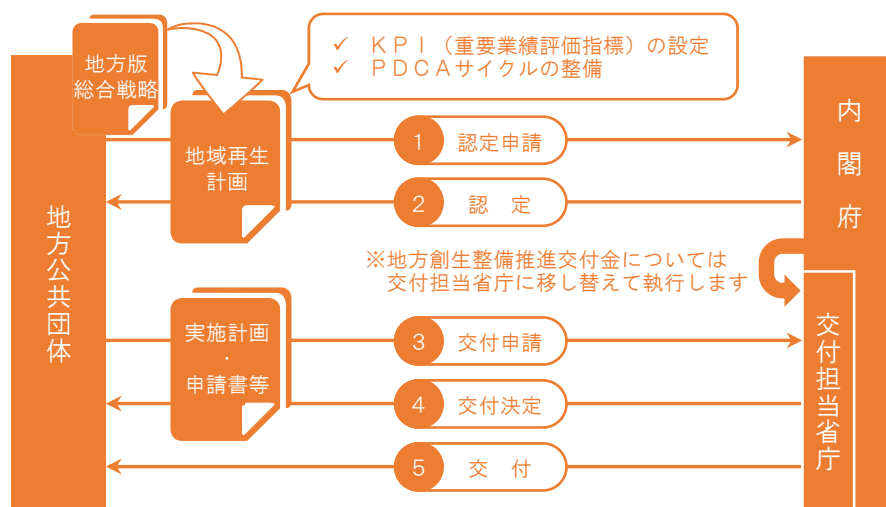 地方版
総合戦略
✓ ＫＰＩ（重要業績評価指標）の設定
✓ ＰＤＣＡサイクルの整備
地域再生
計画
1 認定申請
2 認 定
地方公共団体
内閣府
※地方創生整備推進交付金については
交付担当省庁に移し替えて執行します
実施計画
・
申請書等
3 交付申請
4 交付決定
5 交 付
交付担当省庁